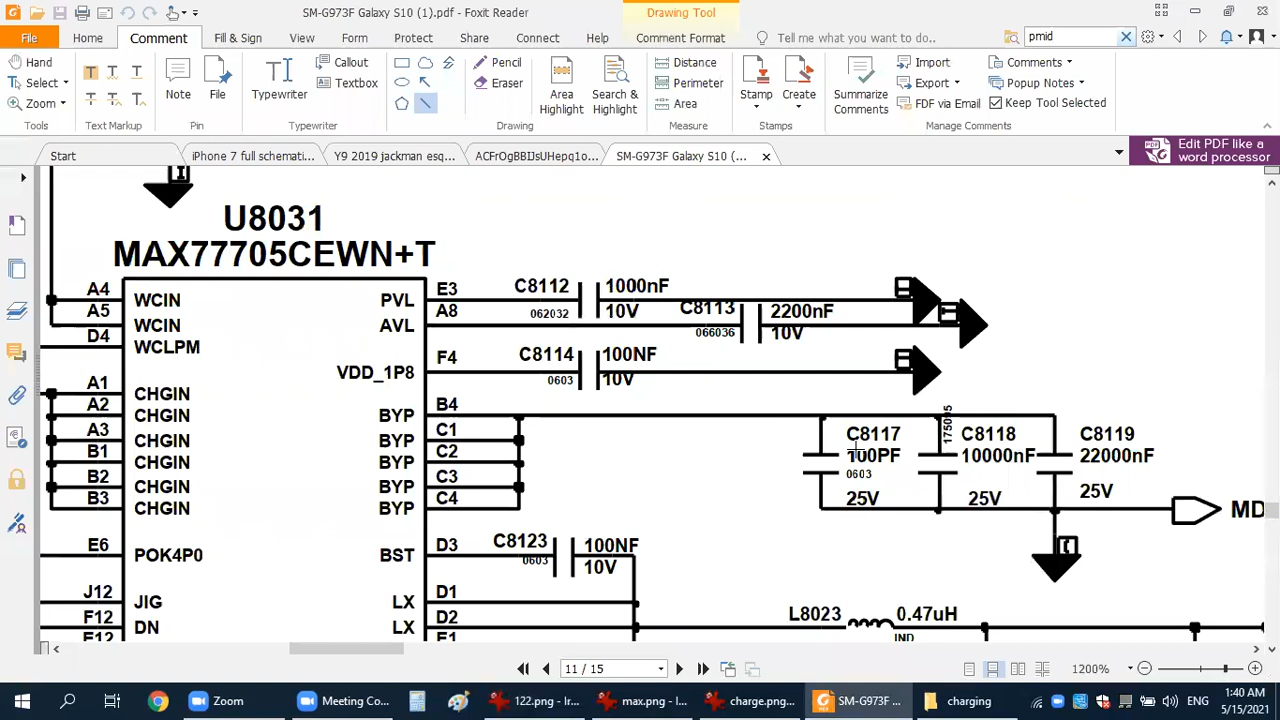 SM-G973F Galaxy S10 (1).pdf - Foxit Reader
Drawing Tool
File Home Comment Fill & Sign View Form Protect Share Connect Help Comment Format Tell me what you want to do.. pmid
Hand
Select
Zoom
Tools
Text Markup
Note
File
Pin
Typewriter
Callout
Textbox
Typewriter
Pencil
Eraser
Drawing
Area Highlight
Search & Highlight
Distance
Perimeter
Area
Measure
Stamp
Create
Stamps
Summarize Comments
Import
Export
FDF via Email
Comments
Popup Notes
Keep Tool Selected
Manage Comments
Start
iPhone 7 full schemati...
Y9 2019 jackman esq...
ACFrOgBBIJsUHepq1o...
SM-G973F Galaxy S10 (...
Edit PDF like a word processor
U8031
MAX77705CEWN+T
A4 WCIN
A5 WCIN
D4 WCLPM
A1 CHGIN
A2 CHGIN
A3 CHGIN
B1 CHGIN
B2 CHGIN
B3 CHGIN
E6 POK4P0
J12 JIG
F12 DN
E12
PVL E3
AVL A8
VDD_1P8 F4
BYP B4
BYP C1
BYP C2
BYP C3
BYP C4
BST D3
LX D1
LX D2
E1
C8112 1000nF
062032 10V
C8113 2200nF
066036 10V
C8114 100NF
0603 10V
175095
C8117
100PF
0603
25V
C8118
10000nF
25V
C8119
22000nF
25V
MD
C8123 100NF
0603 10V
L8023 0.47uH
IND
11 / 15
1200%
Zoom
Meeting Co...
122.png - Ir...
max.png - I...
charge.png...
SM-G973F ...
charging
ENG
1:40 AM
5/15/2021